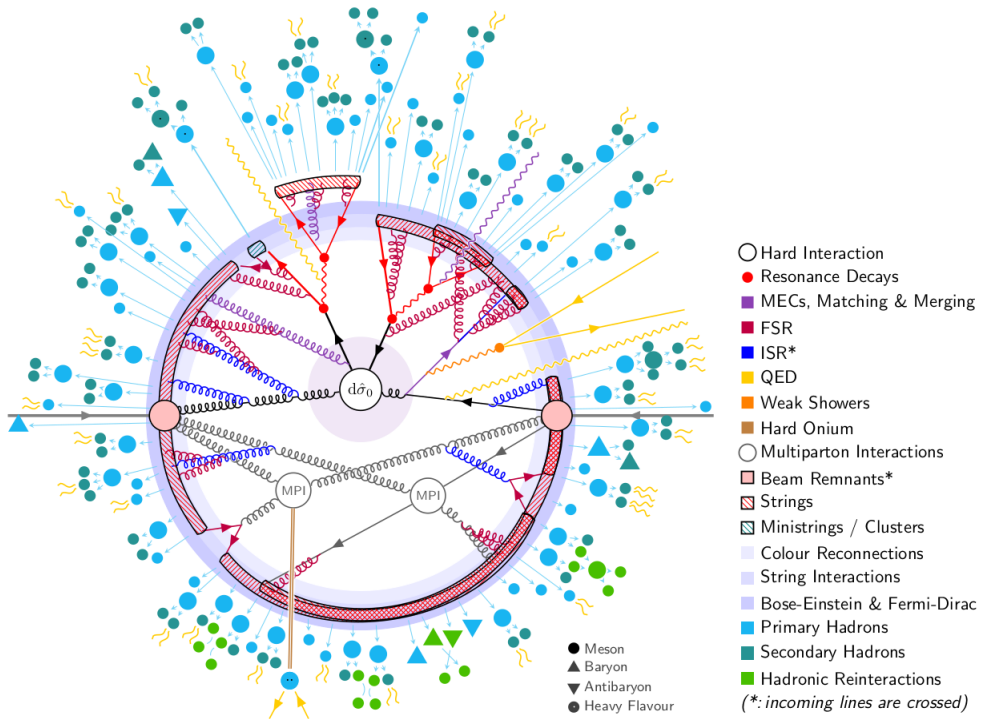 dσ̂₀
MPI
MPI
Hard Interaction
Resonance Decays
MECs, Matching & Merging
FSR
ISR*
QED
Weak Showers
Hard Onium
Multiparton Interactions
Beam Remnants*
Strings
Ministrings / Clusters
Colour Reconnections
String Interactions
Bose-Einstein & Fermi-Dirac
Primary Hadrons
Secondary Hadrons
Hadronic Reinteractions
(*: incoming lines are crossed)
Meson
Baryon
Antibaryon
Heavy Flavour